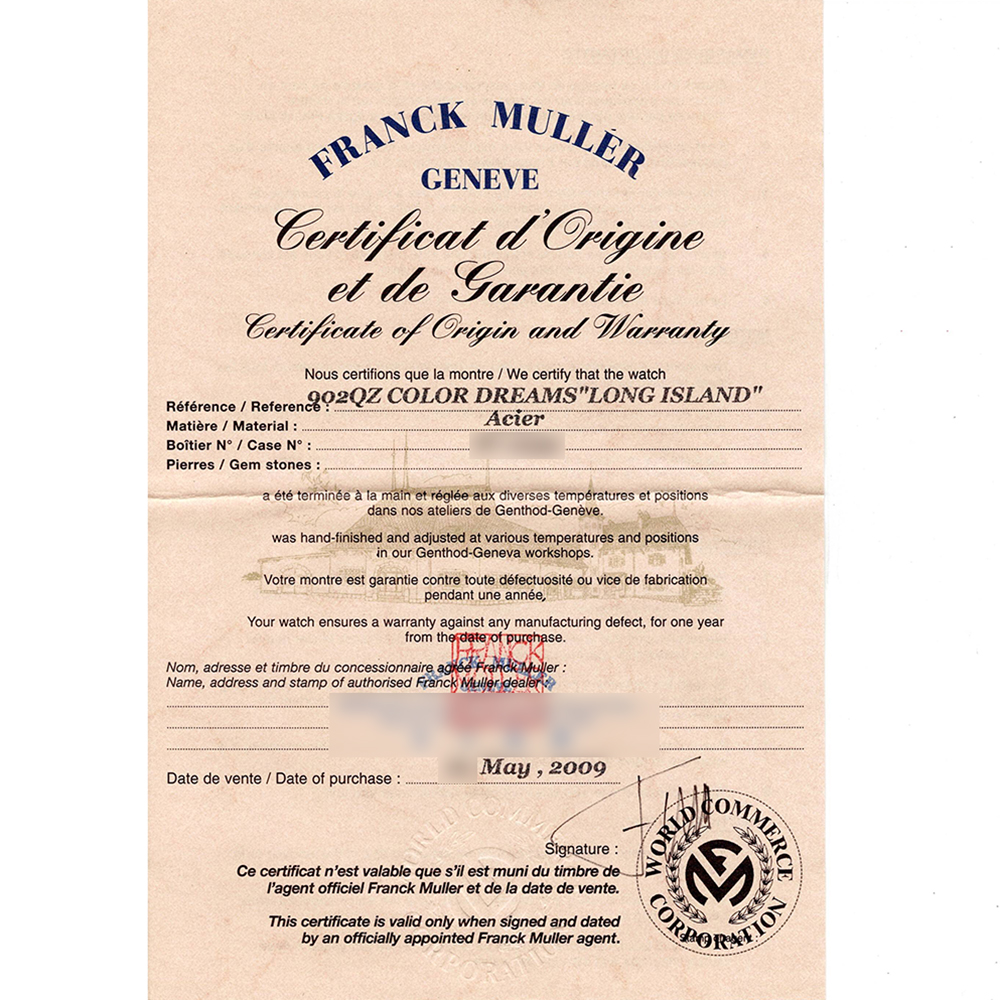 FRANCK MULLER
GENEVE
Certificat d'Origine
et de Garantie
Certificate of Origin and Warranty
Nous certifions que la montre / We certify that the watch
Référence / Reference : 902QZ COLOR DREAMS"LONG ISLAND"
Matière / Material : Acier
Boîtier N° / Case N° :
Pierres / Gem stones :
a été terminée à la main et réglée aux diverses températures et positions
dans nos ateliers de Genthod-Genève.
was hand-finished and adjusted at various temperatures and positions
in our Genthod-Geneva workshops.
Votre montre est garantie contre toute défectuosité ou vice de fabrication
pendant une année,
Your watch ensures a warranty against any manufacturing defect, for one year
from the date of purchase.
Nom, adresse et timbre du concessionnaire agrée Franck Muller :
Name, address and stamp of authorised Franck Muller dealer :
FRANCK MULLER
Date de vente / Date of purchase : May , 2009
Signature :
WORLD COMMERCE
CORPORATION
Ce certificat n'est valable que s'il est muni du timbre de
l'agent officiel Franck Muller et de la date de vente.
This certificate is valid only when signed and dated
by an officially appointed Franck Muller agent.